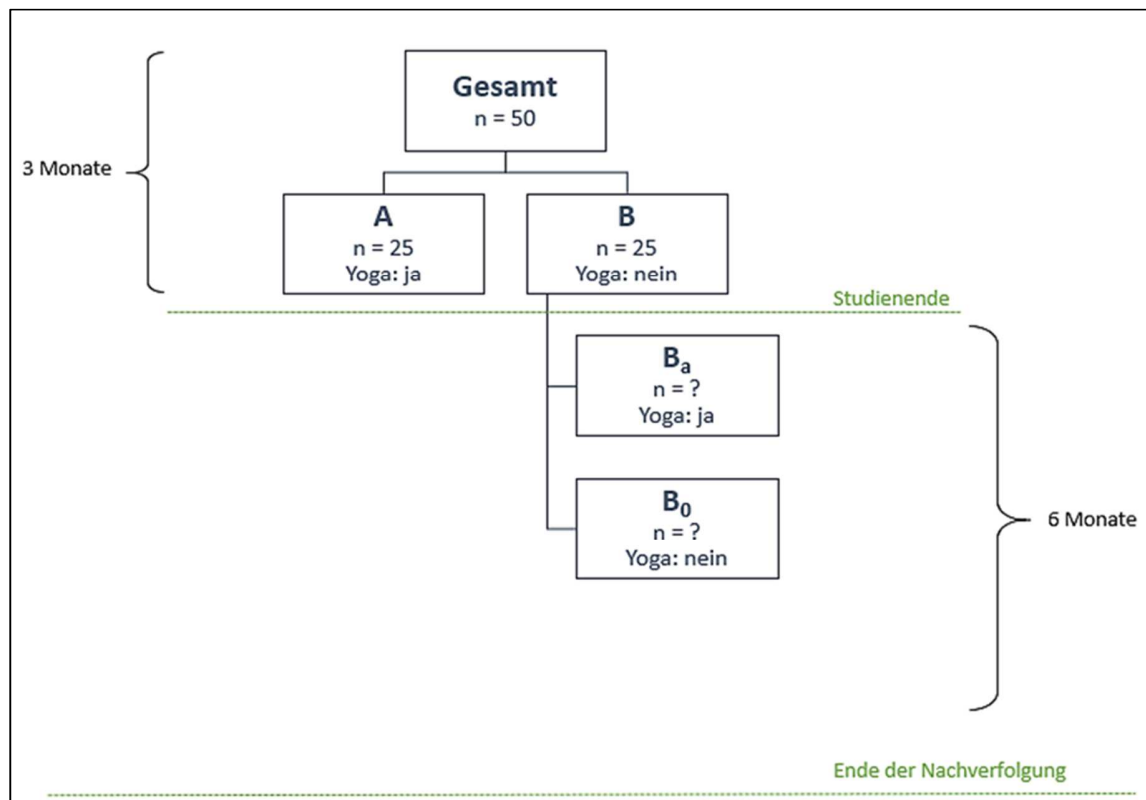 Gesamt
n = 50
3 Monate
A
n = 25
Yoga: ja
B
n = 25
Yoga: nein
Studienende
Bₐ
n = ?
Yoga: ja
B₀
n = ?
Yoga: nein
6 Monate
Ende der Nachverfolgung